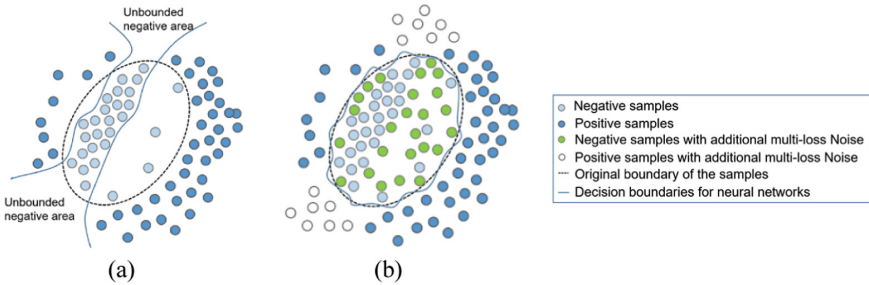 Unbounded
negative area
Unbounded
negative area
(a)
(b)
Negative samples
Positive samples
Negative samples with additional multi-loss Noise
Positive samples with additional multi-loss Noise
Original boundary of the samples
Decision boundaries for neural networks